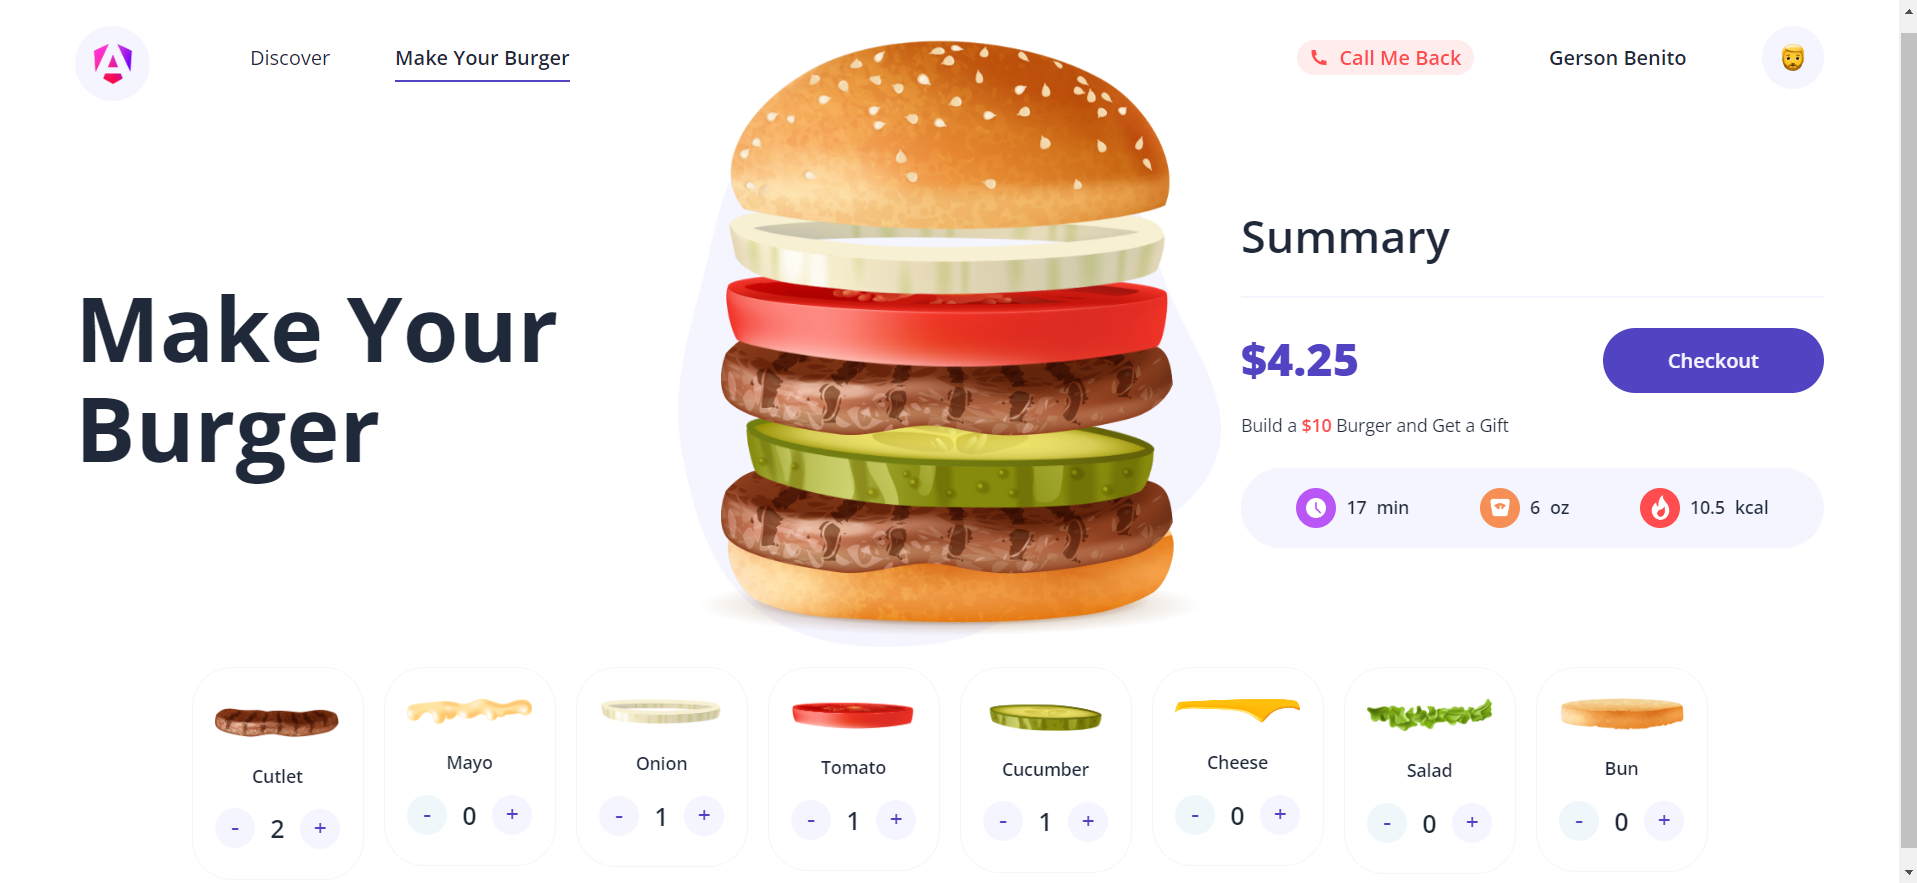 Discover
Make Your Burger
Call Me Back
Gerson Benito
Make Your
Burger
Summary
$4.25
Checkout
Build a $10 Burger and Get a Gift
17 min
6 oz
10.5 kcal
Cutlet
- 2 +
Mayo
- 0 +
Onion
- 1 +
Tomato
- 1 +
Cucumber
- 1 +
Cheese
- 0 +
Salad
- 0 +
Bun
- 0 +